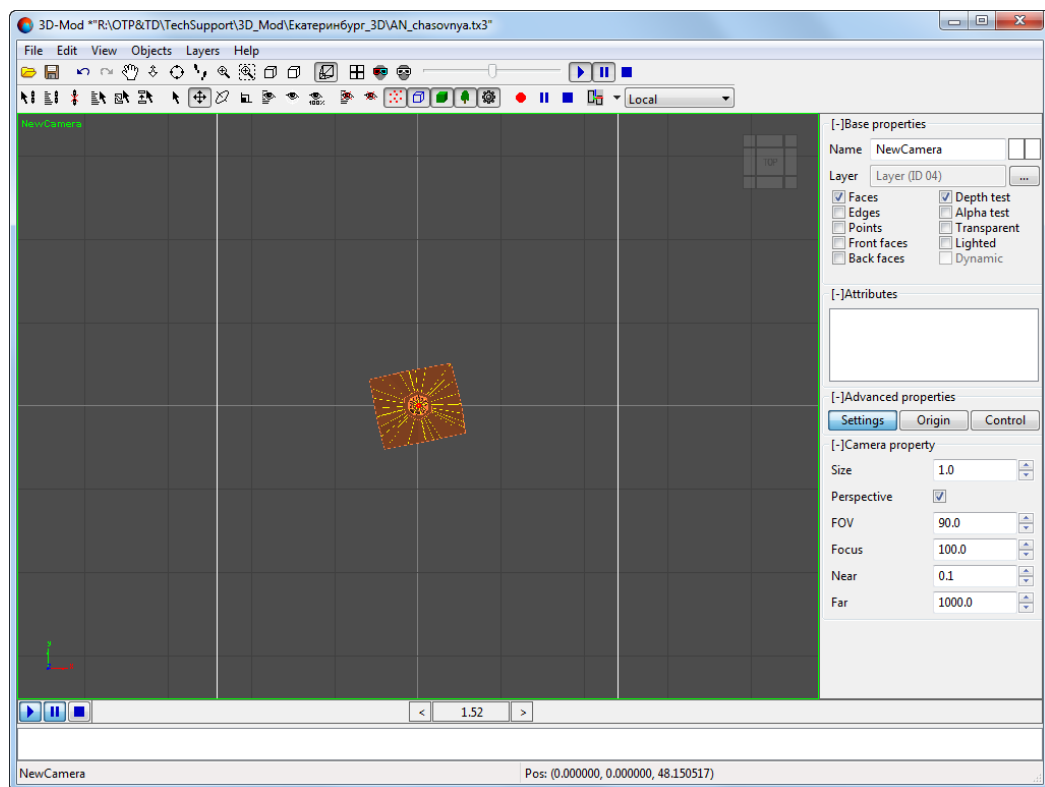 3D-Mod *"R:\OTP&TD\TechSupport\3D_Mod\Екатеринбург_3D\AN_chasovnya.tx3"
File Edit View Objects Layers Help
100%
Local
NewCamera
TOP
[-]Base properties
Name NewCamera
Layer Layer (ID 04) ...
Faces Depth test
Edges Alpha test
Points Transparent
Front faces Lighted
Back faces Dynamic
[-]Attributes
[-]Advanced properties
Settings Origin Control
[-]Camera property
Size 1.0
Perspective
FOV 90.0
Focus 100.0
Near 0.1
Far 1000.0
< 1.52 >
NewCamera Pos: (0.000000, 0.000000, 48.150517)